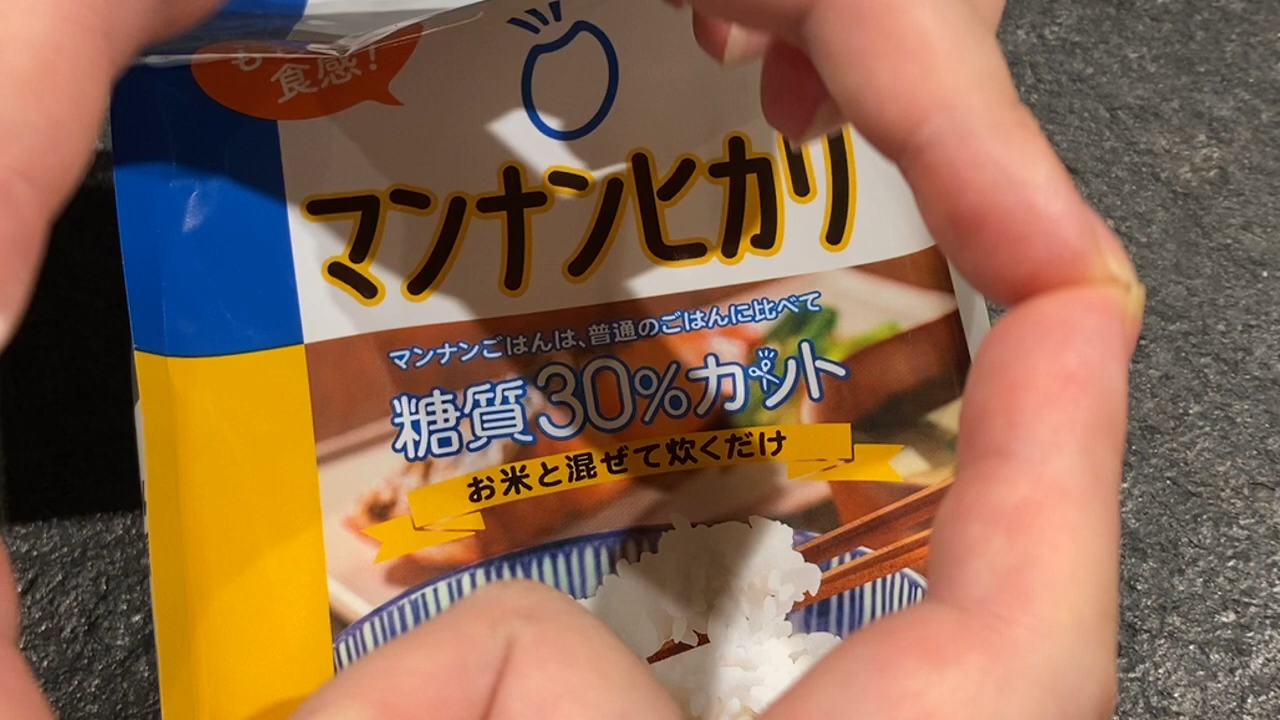 食感!
マンナンヒカリ
マンナンごはんは、普通のごはんに比べて
糖質30%カット
お米と混ぜて炊くだけ